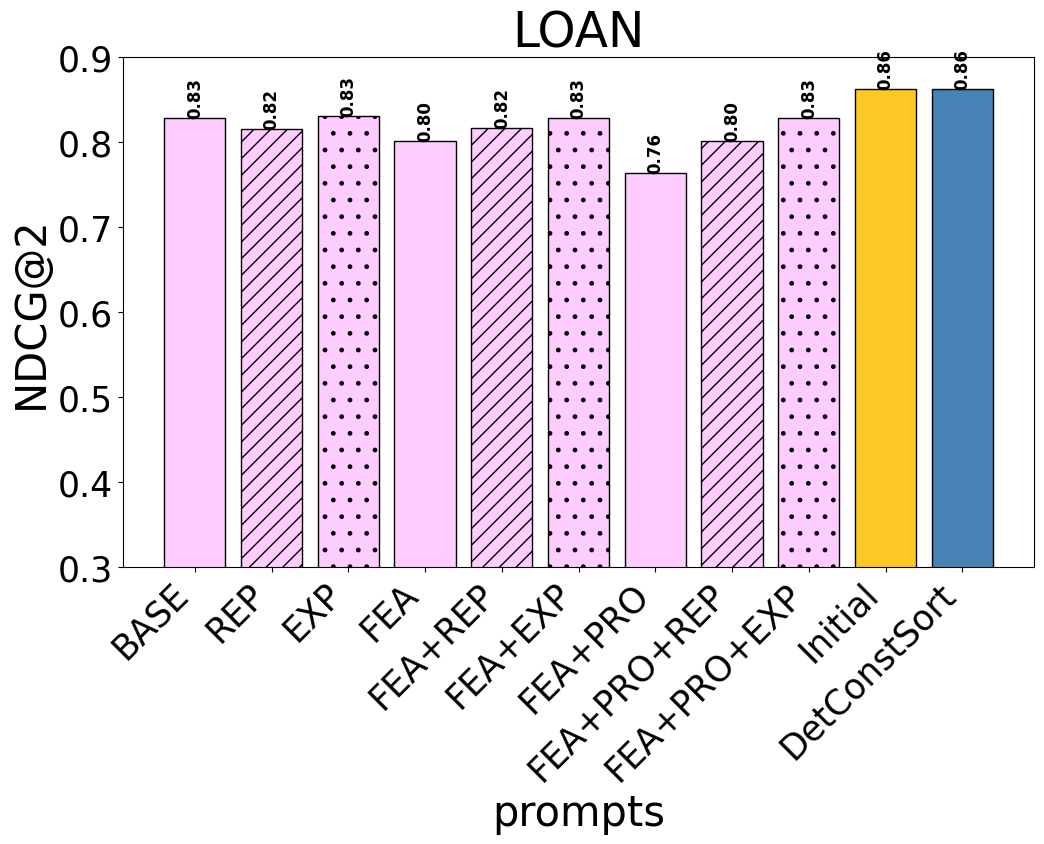 LOAN
NDCG@2
0.9
0.8
0.7
0.6
0.5
0.4
0.3
0.83
0.82
0.83
0.80
0.82
0.83
0.76
0.80
0.83
0.86
0.86
BASE
REP
EXP
FEA
FEA+REP
FEA+EXP
FEA+PRO
FEA+PRO+REP
FEA+PRO+EXP
Initial
DetConstSort
prompts